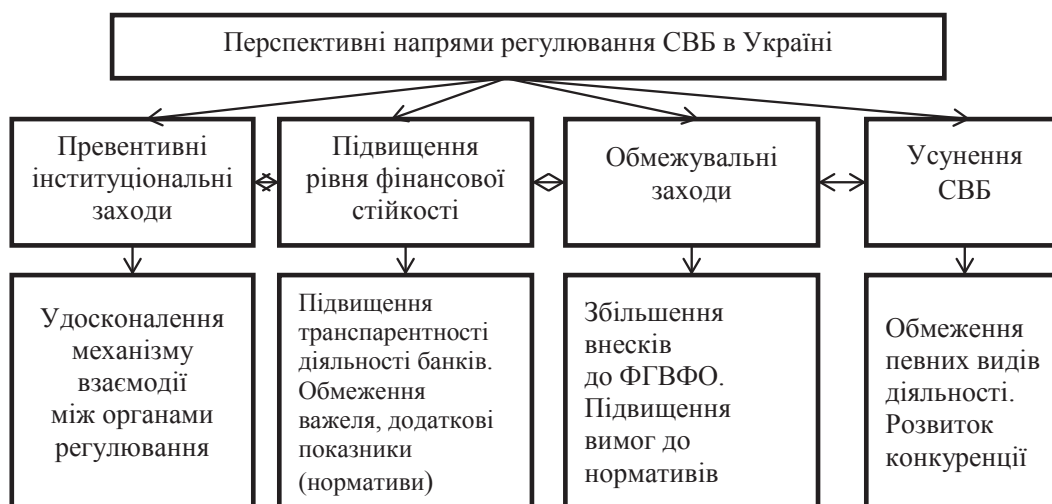 Перспективні напрями регулювання СВБ в Україні
Превентивні
інституціональні
заходи
Підвищення
рівня фінансової
стійкості
Обмежувальні
заходи
Усунення
СВБ
Удосконалення
механізму
взаємодії
між органами
регулювання
Підвищення
транспарентності
діяльності банків.
Обмеження
важеля, додаткові
показники
(нормативи)
Збільшення
внесків
до ФГВФО.
Підвищення
вимог до
нормативів
Обмеження
певних видів
діяльності.
Розвиток
конкуренції